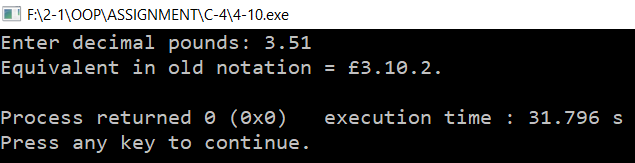 F:\2-1\OOP\ASSIGNMENT\C-4\4-10.exe
Enter decimal pounds: 3.51
Equivalent in old notation = £3.10.2.
Process returned 0 (0x0)   execution time : 31.796 s
Press any key to continue.